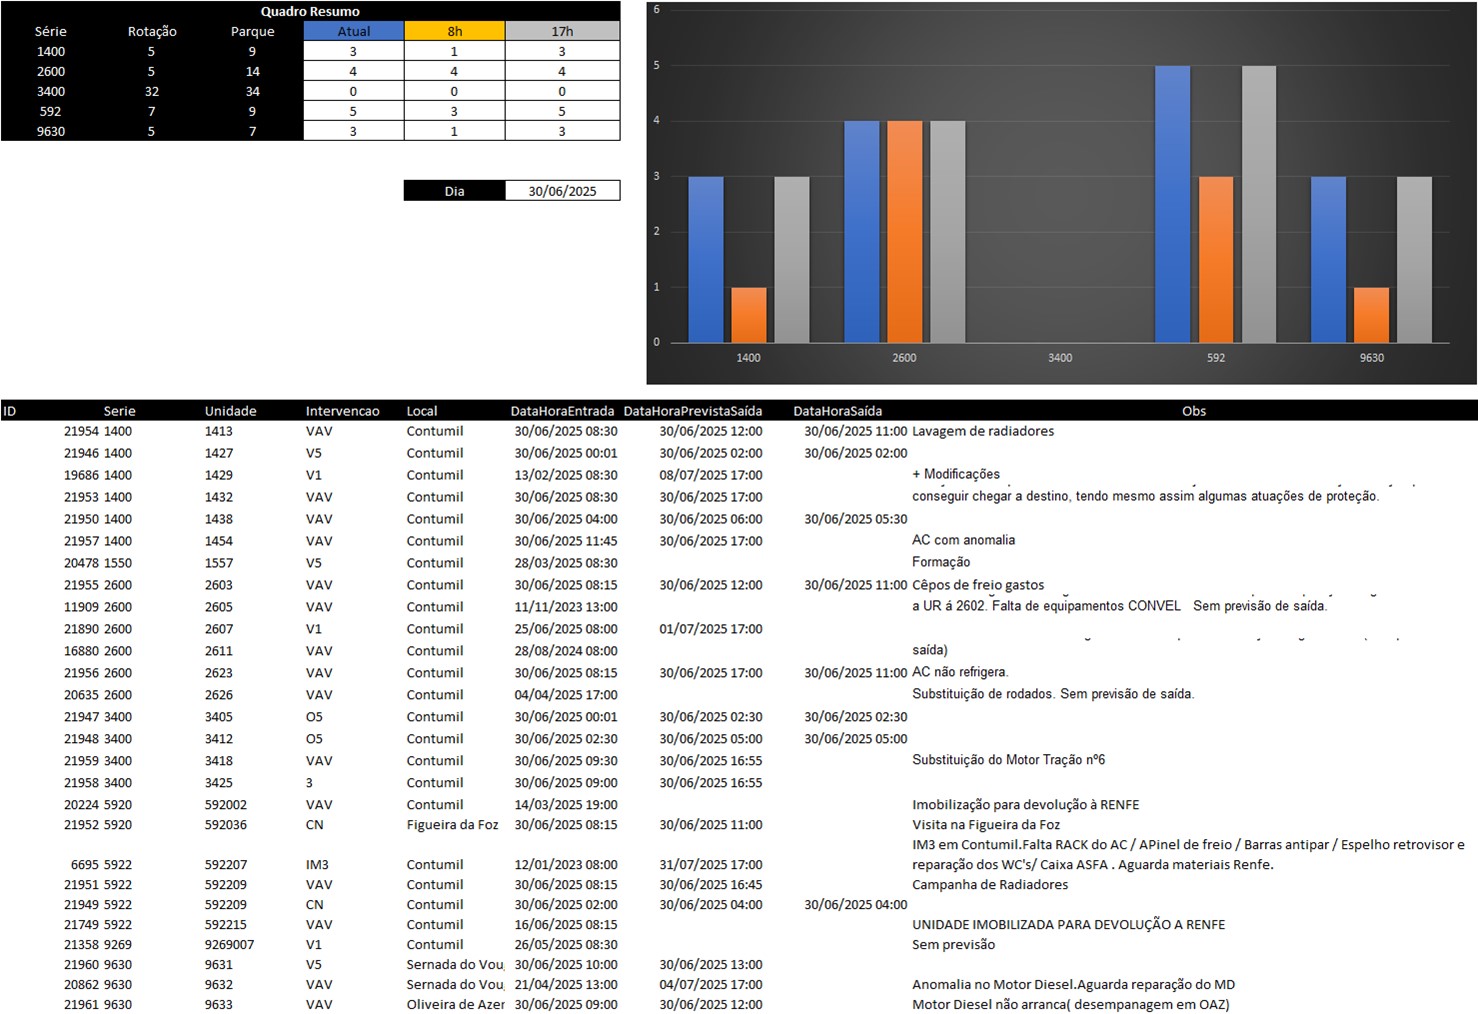 Quadro Resumo
Série Rotação Parque Atual 8h 17h
1400 5 9 3 1 3
2600 5 14 4 4 4
3400 32 34 0 0 0
592 7 9 5 3 5
9630 5 7 3 1 3
Dia 30/06/2025
6
5
4
3
2
1
0
1400 2600 3400 592 9630
ID Serie Unidade Intervencao Local DataHoraEntrada DataHoraPrevistaSaída DataHoraSaída Obs
21954 1400 1413 VAV Contumil 30/06/2025 08:30 30/06/2025 12:00 30/06/2025 11:00 Lavagem de radiadores
21946 1400 1427 V5 Contumil 30/06/2025 00:01 30/06/2025 02:00 30/06/2025 02:00
19686 1400 1429 V1 Contumil 13/02/2025 08:30 08/07/2025 17:00 + Modificações
21953 1400 1432 VAV Contumil 30/06/2025 08:30 30/06/2025 17:00 conseguir chegar a destino, tendo mesmo assim algumas atuações de proteção.
21950 1400 1438 VAV Contumil 30/06/2025 04:00 30/06/2025 06:00 30/06/2025 05:30
21957 1400 1454 VAV Contumil 30/06/2025 11:45 30/06/2025 17:00 AC com anomalia
20478 1550 1557 V5 Contumil 28/03/2025 08:30 Formação
21955 2600 2603 VAV Contumil 30/06/2025 08:15 30/06/2025 12:00 30/06/2025 11:00 Cêpos de freio gastos
11909 2600 2605 VAV Contumil 11/11/2023 13:00 a UR á 2602. Falta de equipamentos CONVEL Sem previsão de saída.
21890 2600 2607 V1 Contumil 25/06/2025 08:00 01/07/2025 17:00
16880 2600 2611 VAV Contumil 28/08/2024 08:00 saída)
21956 2600 2623 VAV Contumil 30/06/2025 08:15 30/06/2025 17:00 30/06/2025 11:00 AC não refrigera.
20635 2600 2626 VAV Contumil 04/04/2025 17:00 Substituição de rodados. Sem previsão de saída.
21947 3400 3405 O5 Contumil 30/06/2025 00:01 30/06/2025 02:30 30/06/2025 02:30
21948 3400 3412 O5 Contumil 30/06/2025 02:30 30/06/2025 05:00 30/06/2025 05:00
21959 3400 3418 VAV Contumil 30/06/2025 09:30 30/06/2025 16:55 Substituição do Motor Tração nº6
21958 3400 3425 3 Contumil 30/06/2025 09:00 30/06/2025 16:55
20224 5920 592002 VAV Contumil 14/03/2025 19:00 Imobilização para devolução à RENFE
21952 5920 592036 CN Figueira da Foz 30/06/2025 08:15 30/06/2025 11:00 Visita na Figueira da Foz
IM3 em Contumil.Falta RACK do AC / APinel de freio / Barras antipar / Espelho retrovisor e
6695 5922 592207 IM3 Contumil 12/01/2023 08:00 31/07/2025 17:00 reparação dos WC's/ Caixa ASFA . Aguarda materiais Renfe.
21951 5922 592209 VAV Contumil 30/06/2025 08:15 30/06/2025 16:45 Campanha de Radiadores
21949 5922 592209 CN Contumil 30/06/2025 02:00 30/06/2025 04:00 30/06/2025 04:00
21749 5922 592215 VAV Contumil 16/06/2025 08:15 UNIDADE IMOBILIZADA PARA DEVOLUÇÃO A RENFE
21358 9269 9269007 V1 Contumil 26/05/2025 08:30 Sem previsão
21960 9630 9631 V5 Sernada do Vou 30/06/2025 10:00 30/06/2025 13:00
20862 9630 9632 VAV Sernada do Vou 21/04/2025 13:00 04/07/2025 17:00 Anomalia no Motor Diesel.Aguarda reparação do MD
21961 9630 9633 VAV Oliveira de Azer 30/06/2025 09:00 30/06/2025 12:00 Motor Diesel não arranca( desempanagem em OAZ)